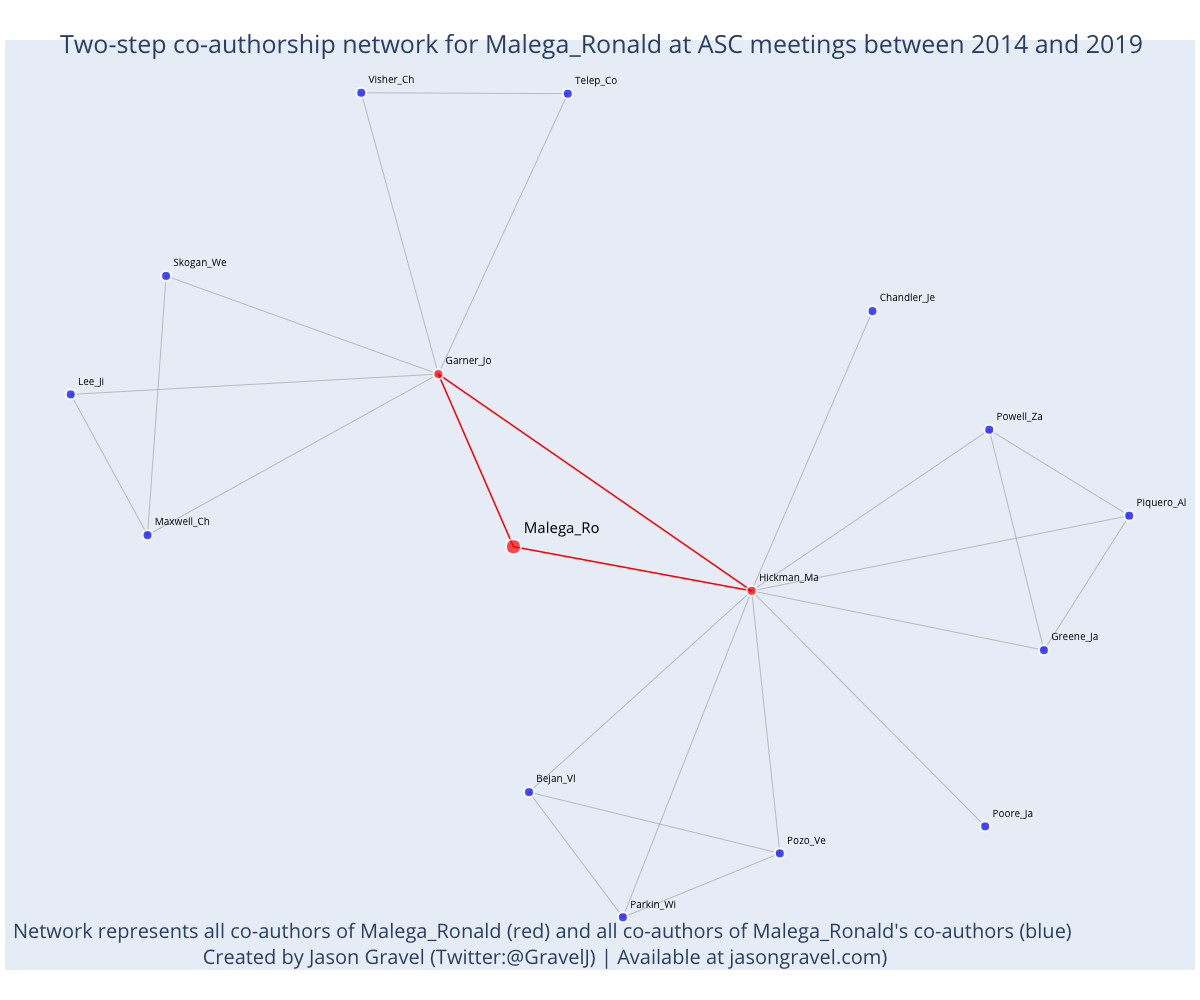 Two-step co-authorship network for Malega_Ronald at ASC meetings between 2014 and 2019
Visher_Ch
Telep_Co
Skogan_We
Chandler_Je
Garner_Jo
Lee_Ji
Powell_Za
Piquero_Al
Maxwell_Ch
Malega_Ro
Hickman_Ma
Greene_Ja
Bejan_Vl
Poore_Ja
Pozo_Ve
Parkin_Wi
Network represents all co-authors of Malega_Ronald (red) and all co-authors of Malega_Ronald's co-authors (blue)
Created by Jason Gravel (Twitter:@GravelJ) | Available at jasongravel.com)